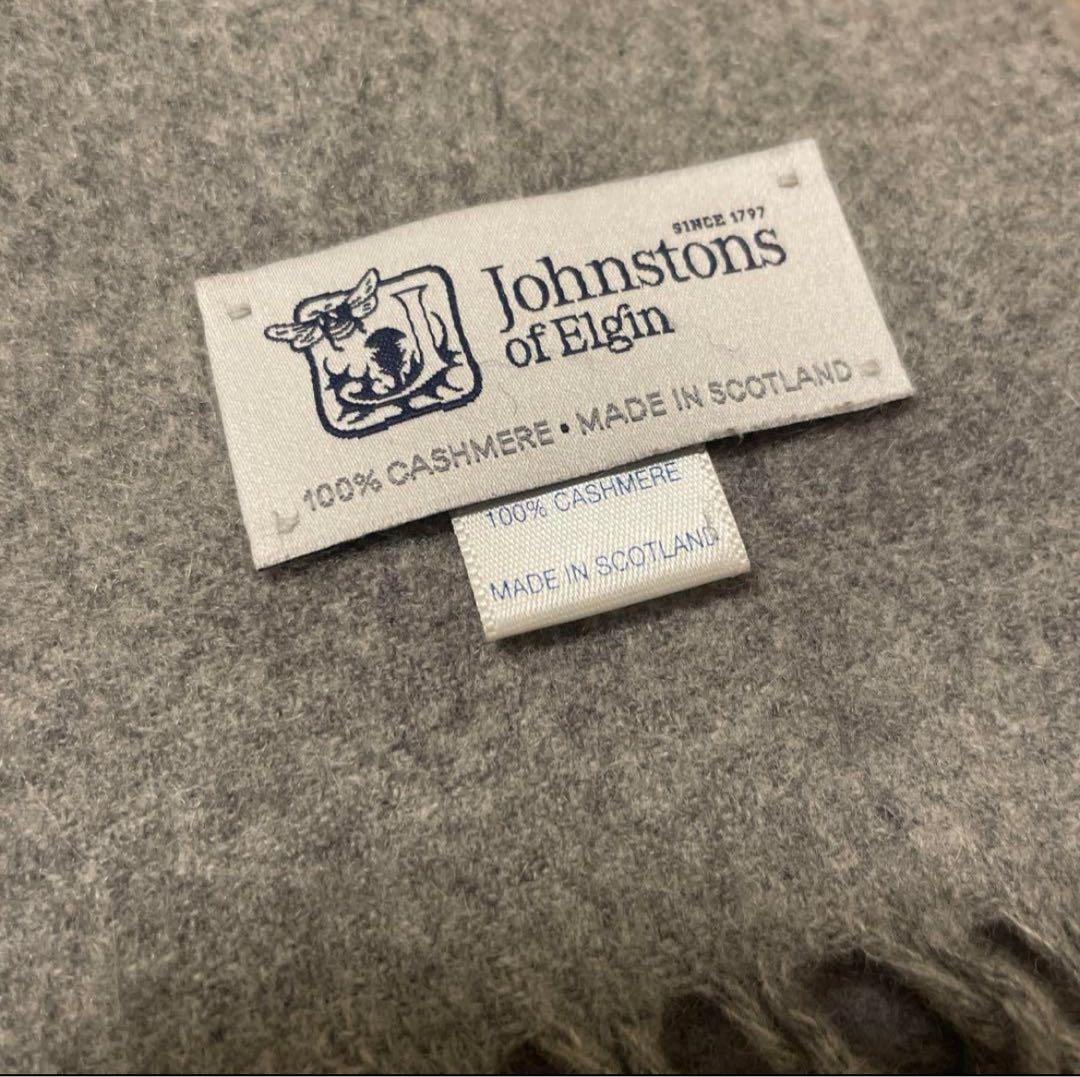 SINCE 1797
Johnstons
of Elgin
100% CASHMERE • MADE IN SCOTLAND
100% CASHMERE
MADE IN SCOTLAND